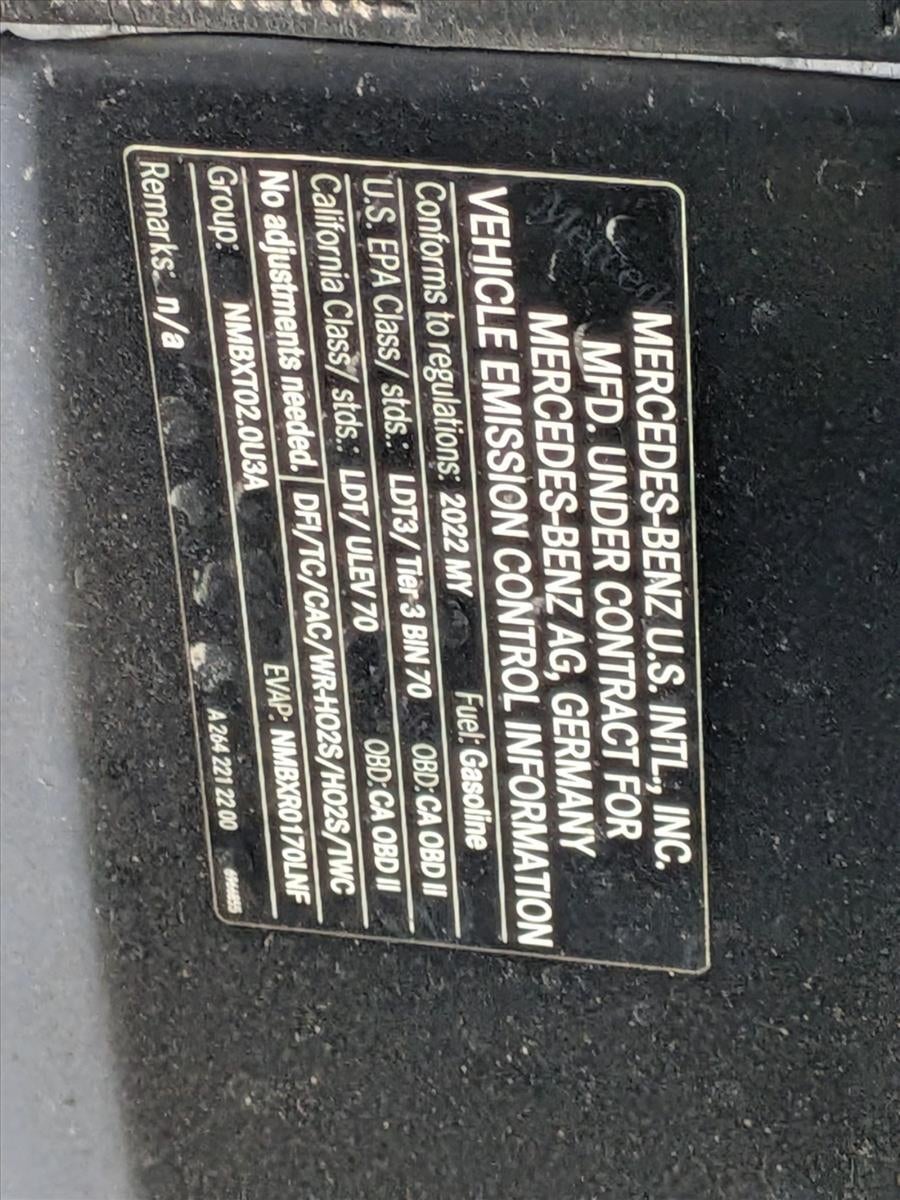 MERCEDES-BENZ U.S. INTL., INC.
MFD. UNDER CONTRACT FOR
MERCEDES-BENZ AG, GERMANY
VEHICLE EMISSION CONTROL INFORMATION
Conforms to regulations: 2022 MY Fuel: Gasoline
U.S. EPA Class/ stds.: LDT3/ Tier 3 BIN 70 OBD: CA OBD II
California Class/ stds.: LDT/ ULEV 70 OBD: CA OBD II
No adjustments needed. DFI/TC/CAC/WR-HO2S/HO2S/TWC
Group: NMBXT02.0U3A EVAP: NMBXR0170LNF
Remarks: n/a A 264 221 22 00